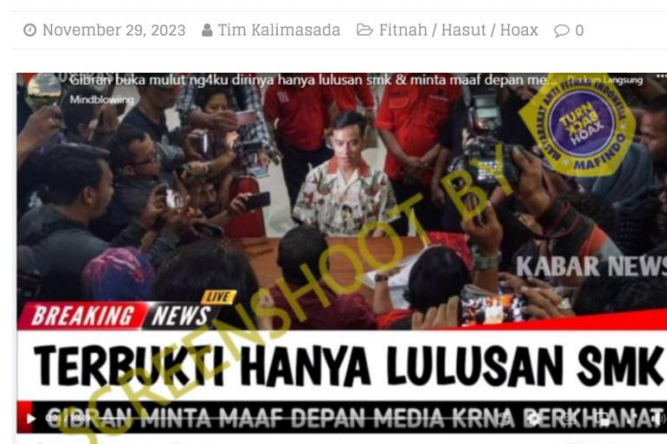 November 29, 2023 Tim Kalimasada Fitnah / Hasut / Hoax 0
Gibran buka mulut ng4ku dirinya hanya lulusan smk & minta maaf depan me...
Mindblowiing
Langsung
MASYARAKAT ANTI FITNAH INDONESIA
TURN
BACK
HOAX
MAFINDO
SCREENSHOOT BY
KABAR NEWS
LIVE
BREAKING NEWS
TERBUKTI HANYA LULUSAN SMK
GIBRAN MINTA MAAF DEPAN MEDIA KRNA BERKHIANAT